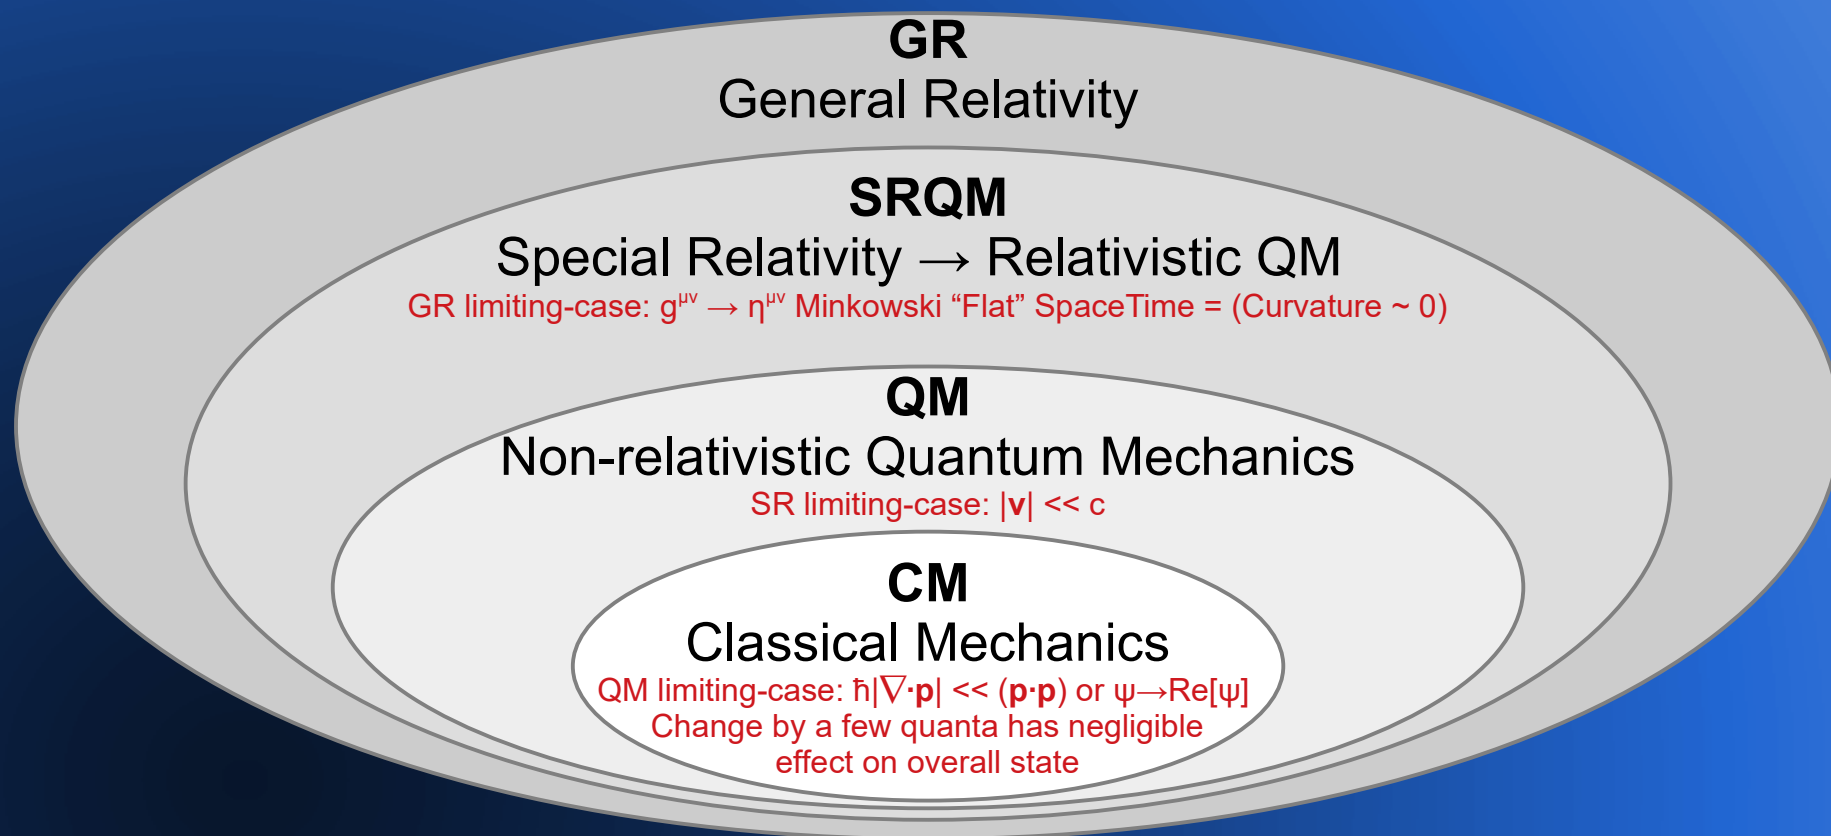 GR
General Relativity
SRQM
Special Relativity → Relativistic QM
GR limiting-case: g^μν → η^μν Minkowski “Flat” SpaceTime = (Curvature ~ 0)
QM
Non-relativistic Quantum Mechanics
SR limiting-case: |v| << c
CM
Classical Mechanics
QM limiting-case: ħ|∇·p| << (p·p) or ψ→Re[ψ]
Change by a few quanta has negligible
effect on overall state